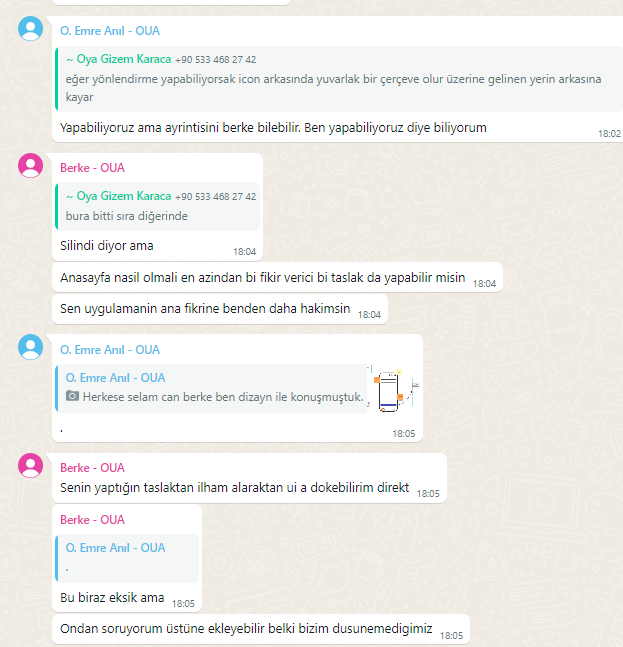 O. Emre Anıl - OUA
~ Oya Gizem Karaca +90 533 468 27 42
eğer yönlendirme yapabiliyorsak icon arkasında yuvarlak bir çerçeve olur üzerine gelinen yerin arkasına
kayar
Yapabiliyoruz ama ayrintisini berke bilebilir. Ben yapabiliyoruz diye biliyorum
18:02
Berke - OUA
~ Oya Gizem Karaca +90 533 468 27 42
bura bitti sıra diğerinde
Silindi diyor ama
18:04
Anasayfa nasil olmali en azindan bi fikir verici bi taslak da yapabilir misin 18:04
Sen uygulamanin ana fikrine benden daha hakimsin 18:04
O. Emre Anıl - OUA
O. Emre Anıl - OUA
Herkese selam can berke ben dizayn ile konuşmuştuk.
.
18:05
Berke - OUA
Senin yaptığın taslaktan ilham alaraktan ui a dokebilirim direkt 18:05
Berke - OUA
O. Emre Anıl - OUA
.
Bu biraz eksik ama 18:05
Ondan soruyorum üstüne ekleyebilir belki bizim dusunemedigimiz 18:05